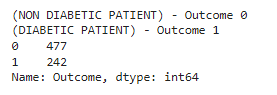 (NON DIABETIC PATIENT) - Outcome 0
(DIABETIC PATIENT) - Outcome 1
0    477
1    242
Name: Outcome, dtype: int64